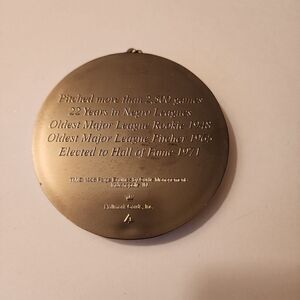 Pitched more than 2,500 games
22 Years in Negro Leagues
Oldest Major League Rookie 1948
Oldest Major League Pitcher 1965
Elected to Hall of Fame 1971
Management
Hallmark Cards, Inc.